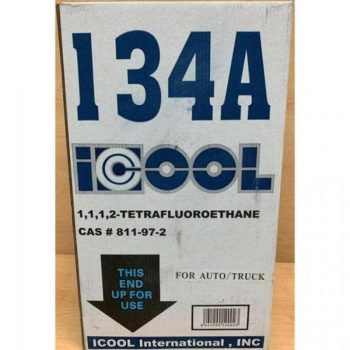 134A
iCOOL
1,1,1,2-TETRAFLUOROETHANE
CAS # 811-97-2
THIS
END
UP FOR
USE
FOR AUTO/TRUCK
ICOOL International , INC